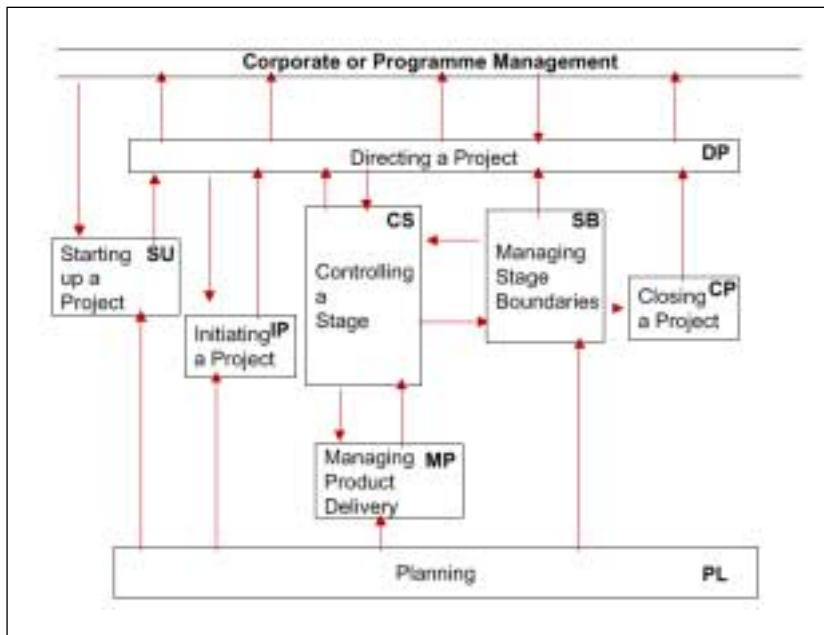 Corporate or Programme Management
Directing a Project
DP
Starting
up a
Project
SU
Initiating
a Project
IP
CS
Controlling
a
Stage
SB
Managing
Stage
Boundaries
Closing
a Project
CP
Managing
Product
Delivery
MP
Planning
PL